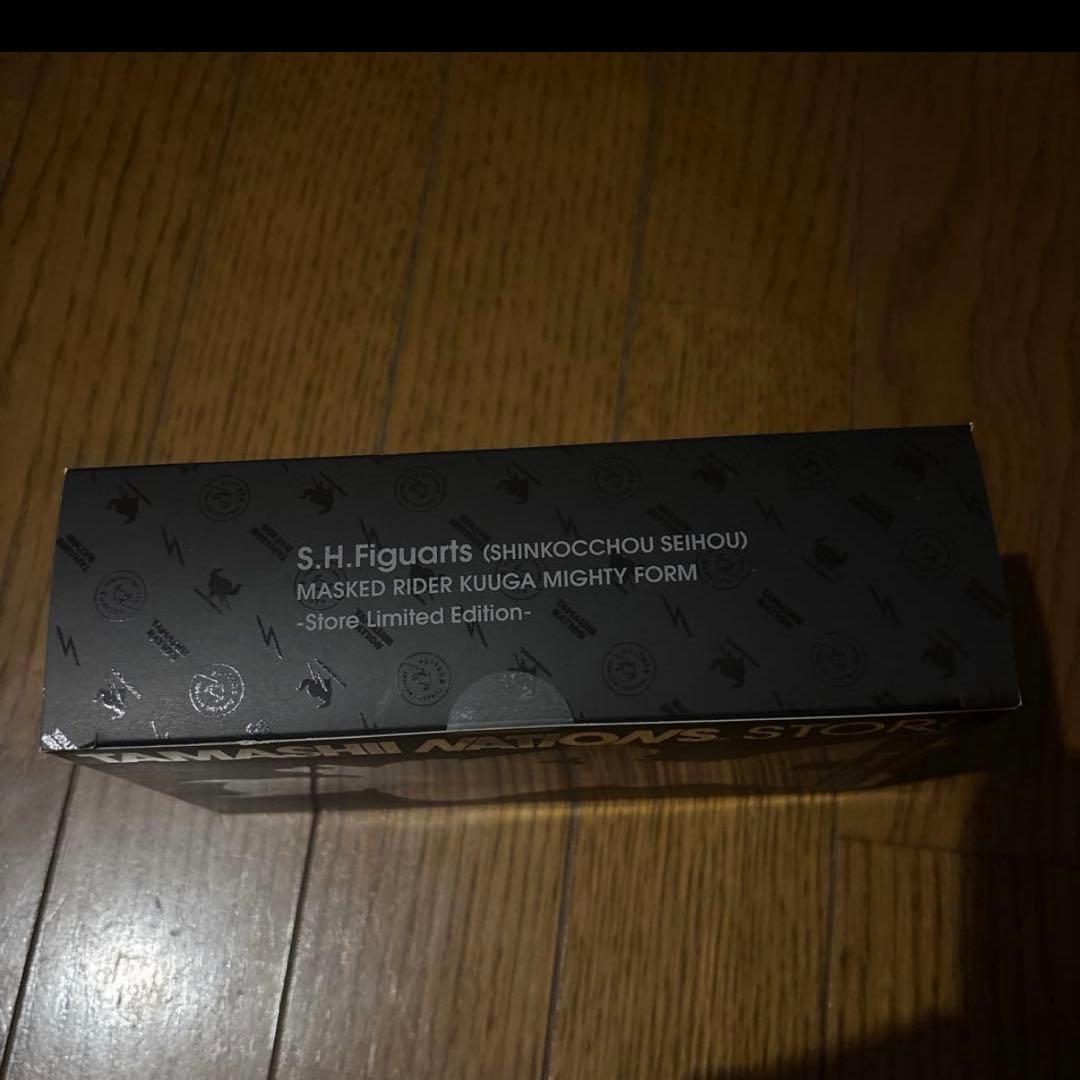 S.H.Figuarts (SHINKOCCHOU SEIHOU)
MASKED RIDER KUUGA MIGHTY FORM
-Store Limited Edition-
TAMASHII NATIONS STOR